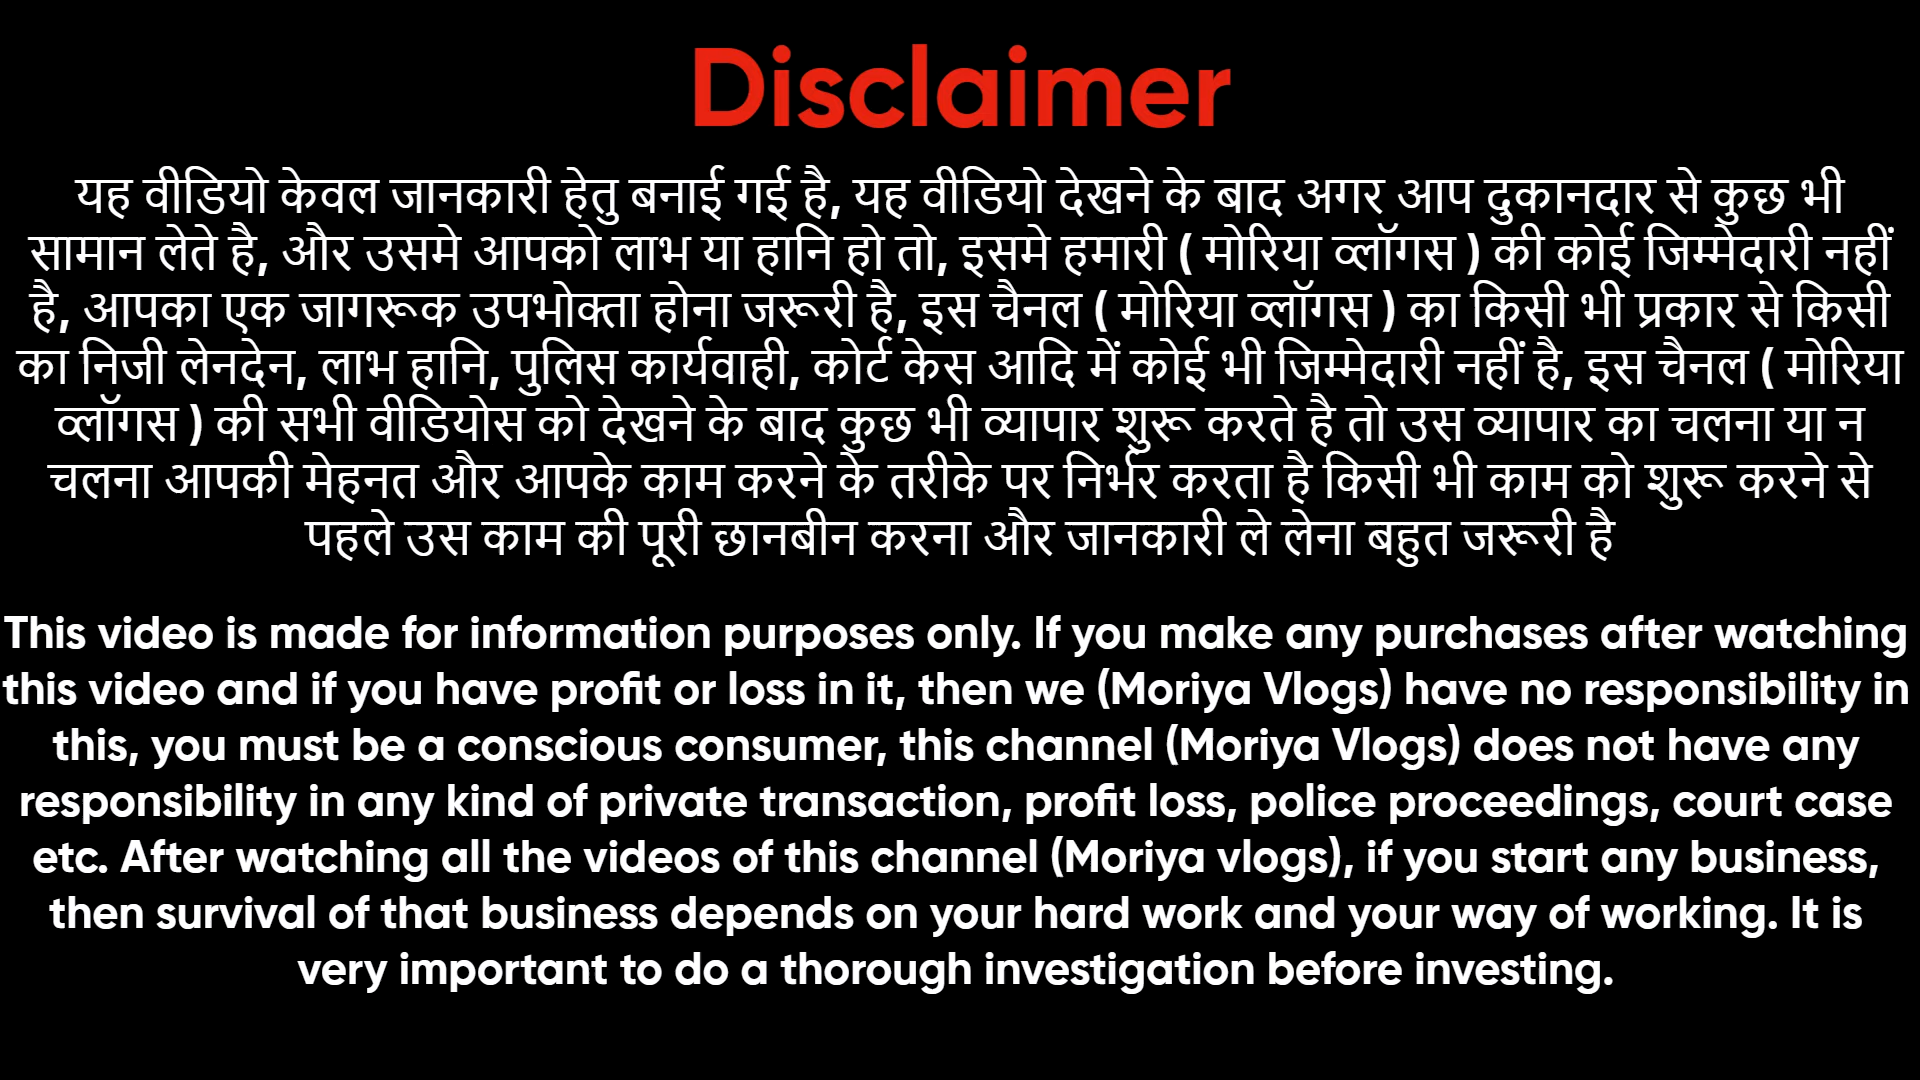 Disclaimer
यह वीडियो केवल जानकारी हेतु बनाई गई है, यह वीडियो देखने के बाद अगर आप दुकानदार से कुछ भी
सामान लेते है, और उसमे आपको लाभ या हानि हो तो, इसमे हमारी ( मोरिया व्लॉगस ) की कोई जिम्मेदारी नहीं
है, आपका एक जागरूक उपभोक्ता होना जरूरी है, इस चैनल ( मोरिया व्लॉगस ) का किसी भी प्रकार से किसी
का निजी लेनदेन, लाभ हानि, पुलिस कार्यवाही, कोर्ट केस आदि में कोई भी जिम्मेदारी नहीं है, इस चैनल ( मोरिया
व्लॉगस ) की सभी वीडियोस को देखने के बाद कुछ भी व्यापार शुरू करते है तो उस व्यापार का चलना या न
चलना आपकी मेहनत और आपके काम करने के तरीके पर निर्भर करता है किसी भी काम को शुरू करने से
पहले उस काम की पूरी छानबीन करना और जानकारी ले लेना बहुत जरूरी है
This video is made for information purposes only. If you make any purchases after watching
this video and if you have profit or loss in it, then we (Moriya Vlogs) have no responsibility in
this, you must be a conscious consumer, this channel (Moriya Vlogs) does not have any
responsibility in any kind of private transaction, profit loss, police proceedings, court case
etc. After watching all the videos of this channel (Moriya vlogs), if you start any business,
then survival of that business depends on your hard work and your way of working. It is
very important to do a thorough investigation before investing.